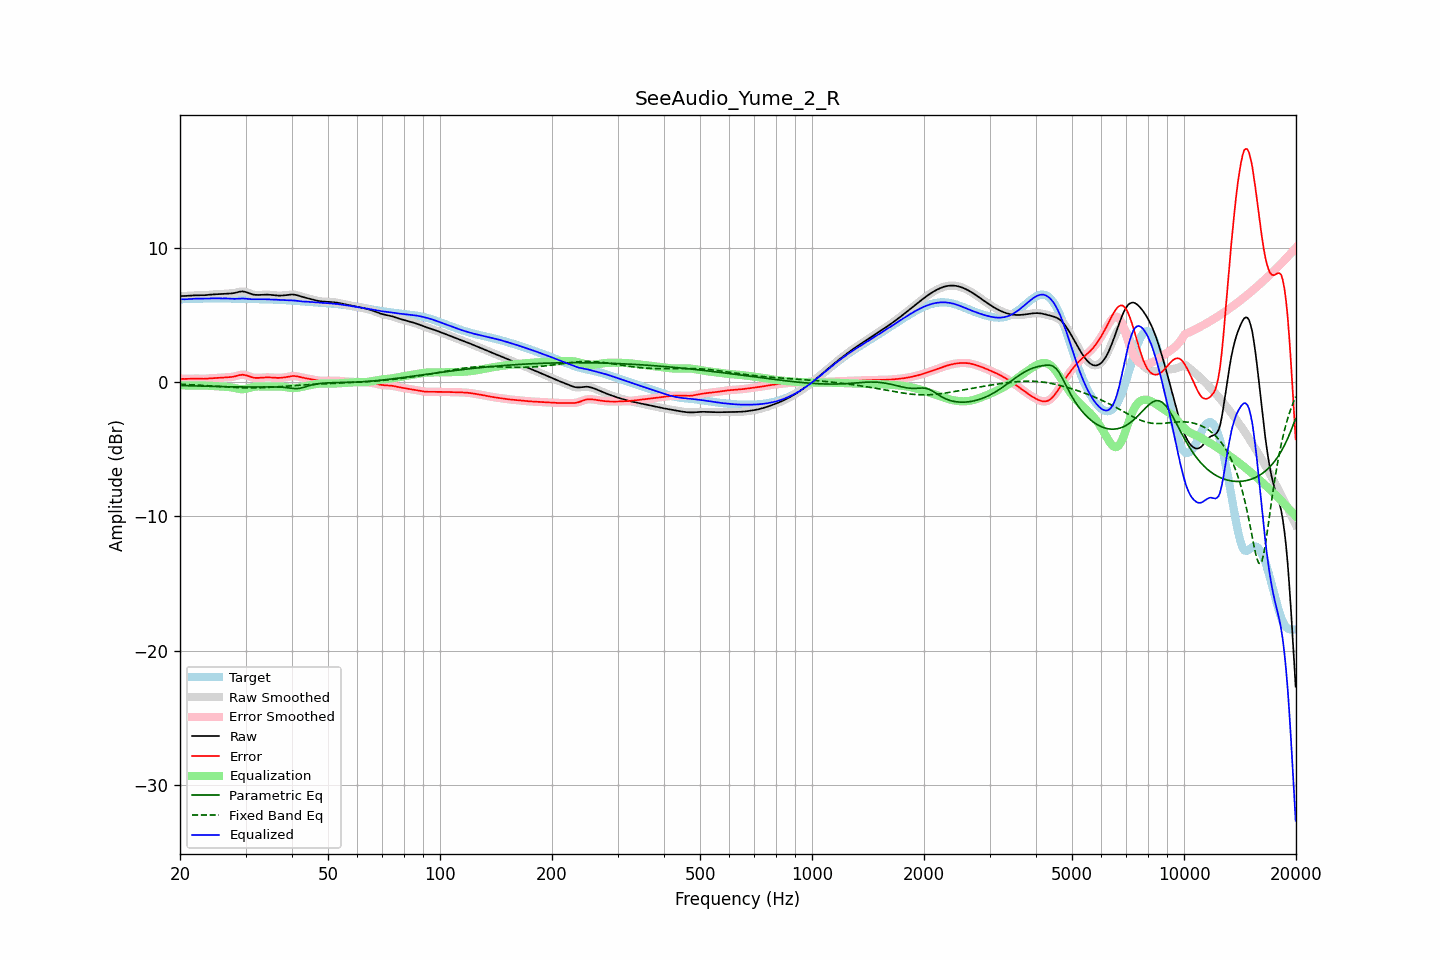 SeeAudio_Yume_2_R
Amplitude (dBr)
10
0
−10
−20
−30
Target
Raw Smoothed
Error Smoothed
Raw
Error
Equalization
Parametric Eq
Fixed Band Eq
Equalized
20 50 100 200 500 1000 2000 5000 10000 20000
Frequency (Hz)